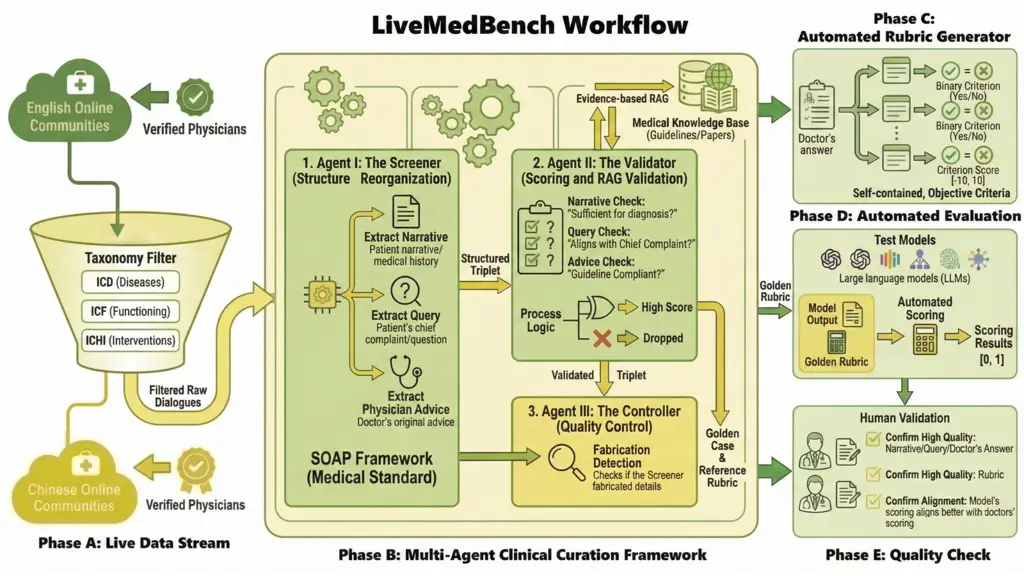 LiveMedBench Workflow
English Online
Communities
Verified Physicians
Taxonomy Filter
ICD (Diseases)
ICF (Functioning)
ICHI (Interventions)
Filtered Raw
Dialogues
Chinese Online
Communities
Verified Physicians
Phase A: Live Data Stream
1. Agent I: The Screener
(Structure Reorganization)
Extract Narrative
Patient narrative/
medical history
Extract Query
Patient's chief
complaint/question
Extract
Physician Advice
Doctor's original advice
SOAP Framework
(Medical Standard)
Structured
Triplet
Evidence-based RAG
Medical Knowledge Base
(Guidelines/Papers)
2. Agent II: The Validator
(Scoring and RAG Validation)
Narrative Check:
"Sufficient for diagnosis?"
Query Check:
"Aligns with Chief Complaint?"
Advice Check:
"Guideline Compliant?"
? 
?
?
Process
Logic
High Score
Dropped
Validated Triplet
3. Agent III: The Controller
(Quality Control)
Fabrication
Detection
Checks if the Screener
fabricated details
Golden
Case
&
Reference
Rubric
Phase B: Multi-Agent Clinical Curation Framework
Phase C:
Automated Rubric Generator
Doctor's
answer
=
Binary Criterion
(Yes/No)
=
Binary Criterion
(Yes/No)
=
Criterion Score
[-10, 10]
Self-contained, Objective Criteria
Phase D: Automated Evaluation
Golden
Rubric
Test Models
Large language models (LLMs)
Model
Output
Golden Rubric
Automated
Scoring
Scoring
Results
[0, 1]
Human Validation
Confirm High Quality:
Narrative/Query/Doctor's Answer
Confirm High Quality: Rubric
Confirm Alignment: Model's
scoring aligns better with doctors'
scoring
Phase E: Quality Check